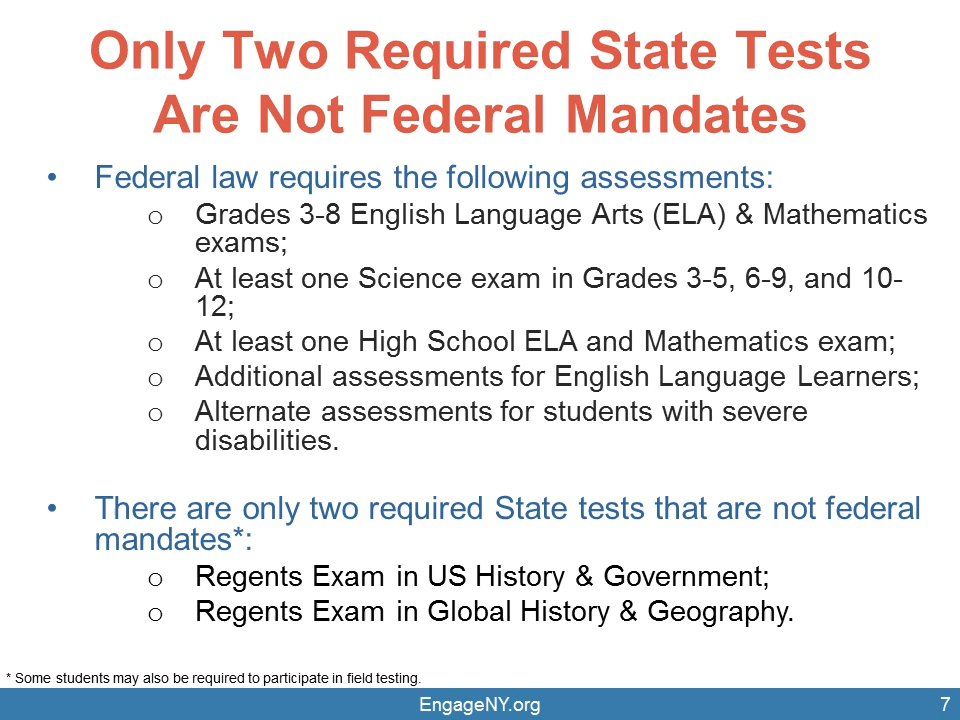 Only Two Required State Tests
Are Not Federal Mandates
• Federal law requires the following assessments:
o Grades 3-8 English Language Arts (ELA) & Mathematics
exams;
o At least one Science exam in Grades 3-5, 6-9, and 10-
12;
o At least one High School ELA and Mathematics exam;
o Additional assessments for English Language Learners;
o Alternate assessments for students with severe
disabilities.
• There are only two required State tests that are not federal
mandates*:
o Regents Exam in US History & Government;
o Regents Exam in Global History & Geography.
* Some students may also be required to participate in field testing.
EngageNY.org 7